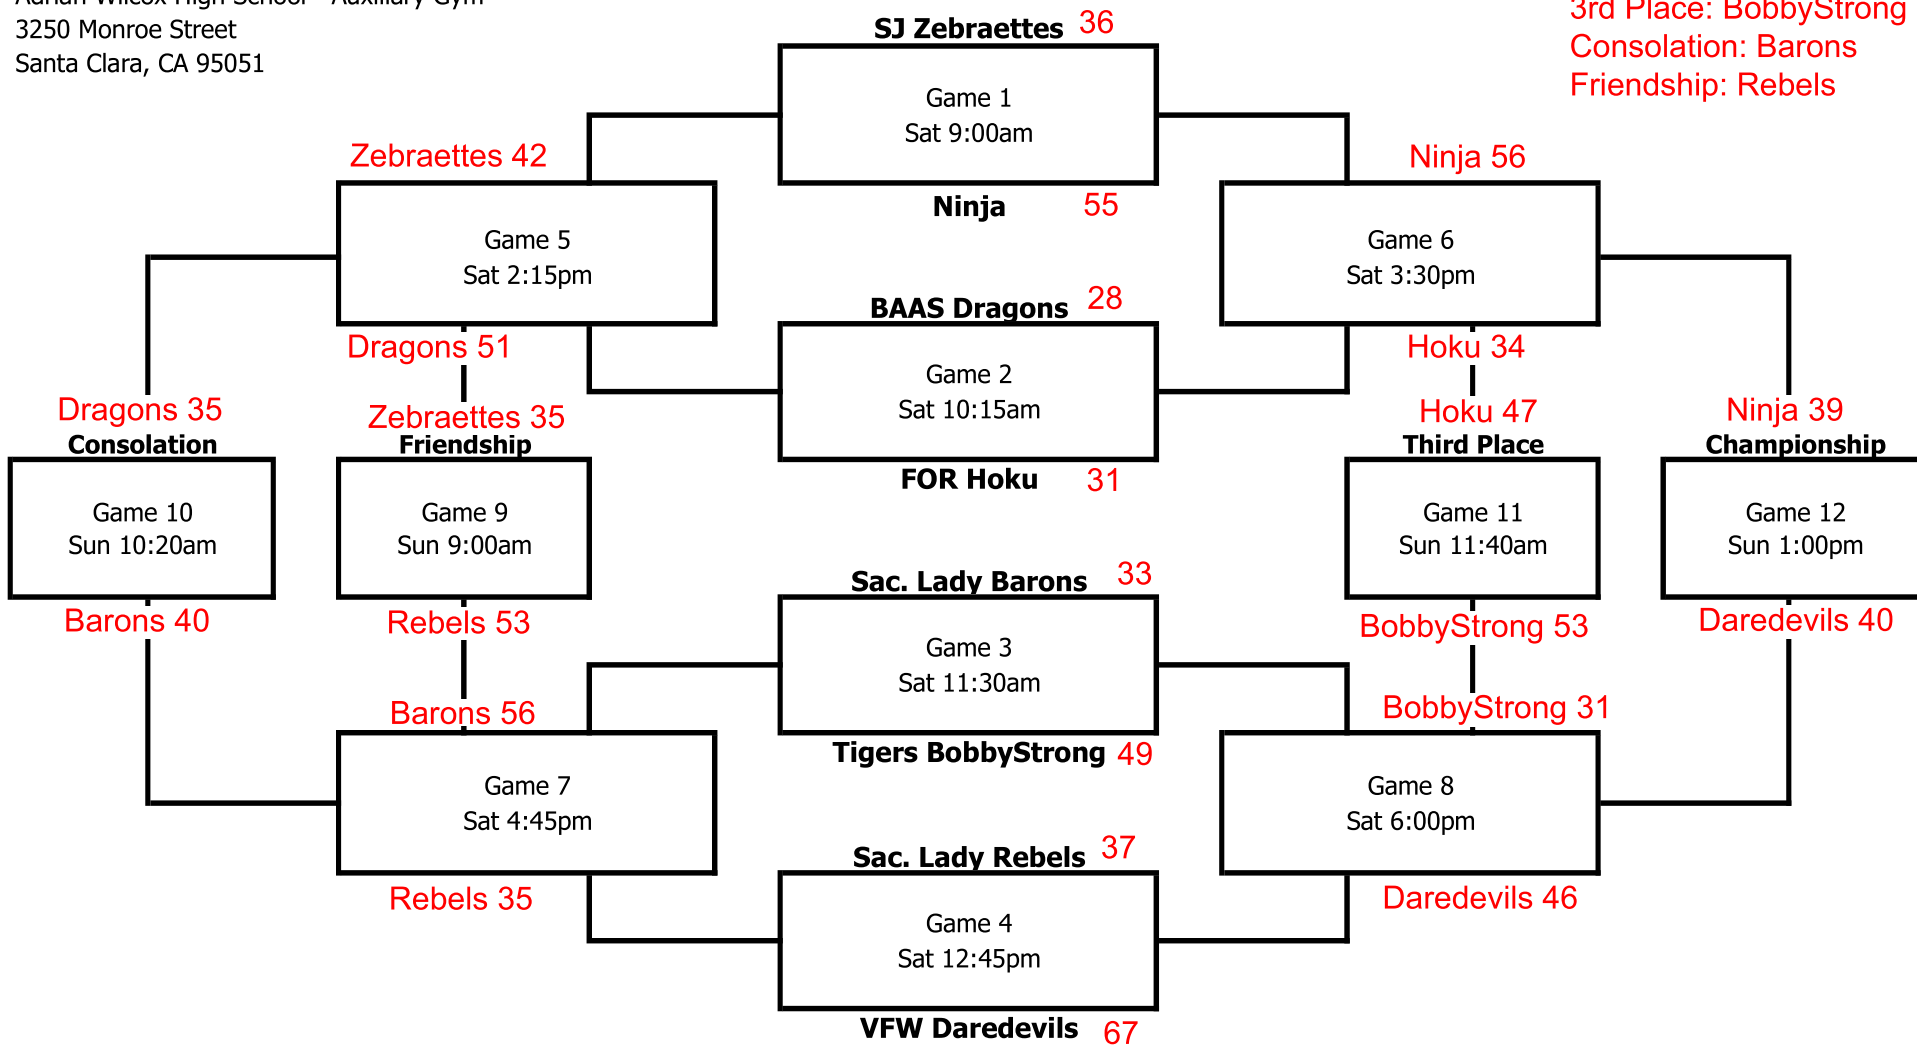 Adrian Wilcox High School - Auxiliary Gym
3250 Monroe Street
Santa Clara, CA 95051
3rd Place: BobbyStrong
Consolation: Barons
Friendship: Rebels
SJ Zebraettes 36
Game 1
Sat 9:00am
Ninja 55
Zebraettes 42
Game 5
Sat 2:15pm
Dragons 51
Ninja 56
Game 6
Sat 3:30pm
Hoku 34
BAAS Dragons 28
Game 2
Sat 10:15am
FOR Hoku 31
Dragons 35
Consolation
Game 10
Sun 10:20am
Barons 40
Zebraettes 35
Friendship
Game 9
Sun 9:00am
Rebels 53
Hoku 47
Third Place
Game 11
Sun 11:40am
BobbyStrong 53
Ninja 39
Championship
Game 12
Sun 1:00pm
Daredevils 40
Sac. Lady Barons 33
Game 3
Sat 11:30am
Tigers BobbyStrong 49
Barons 56
Game 7
Sat 4:45pm
Rebels 35
BobbyStrong 31
Game 8
Sat 6:00pm
Daredevils 46
Sac. Lady Rebels 37
Game 4
Sat 12:45pm
VFW Daredevils 67